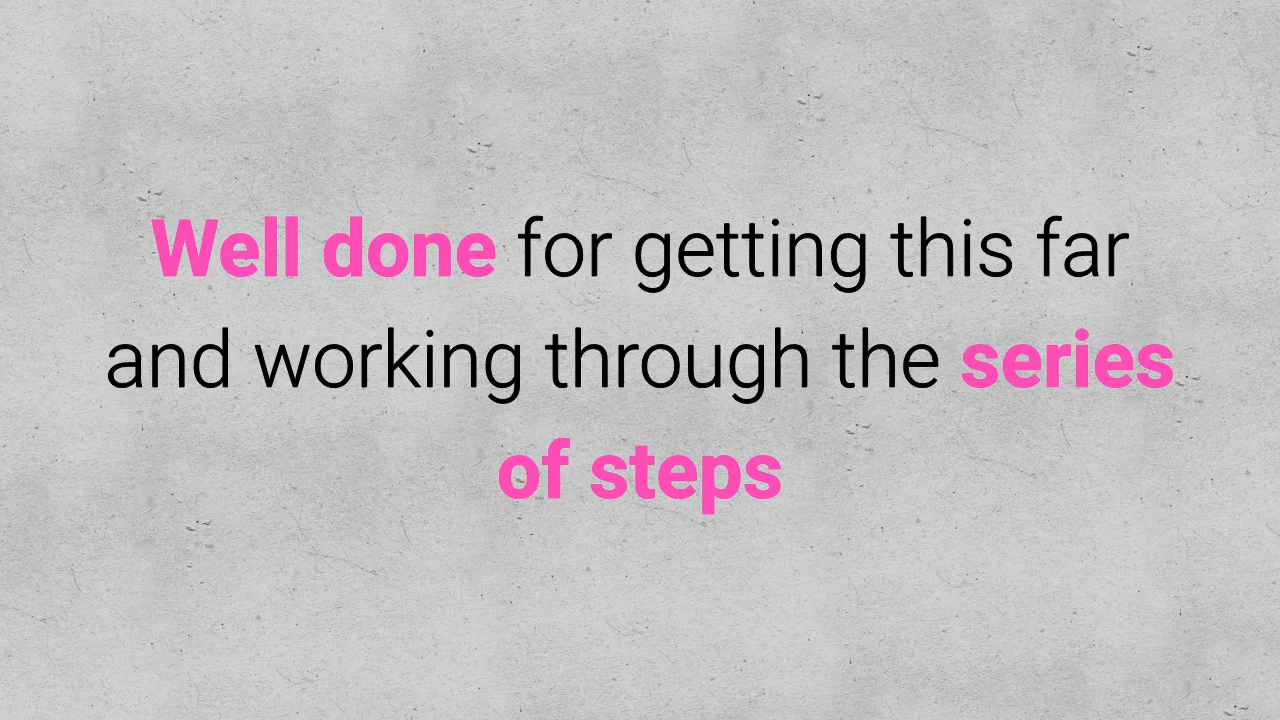 Well done for getting this far
and working through the series
of steps